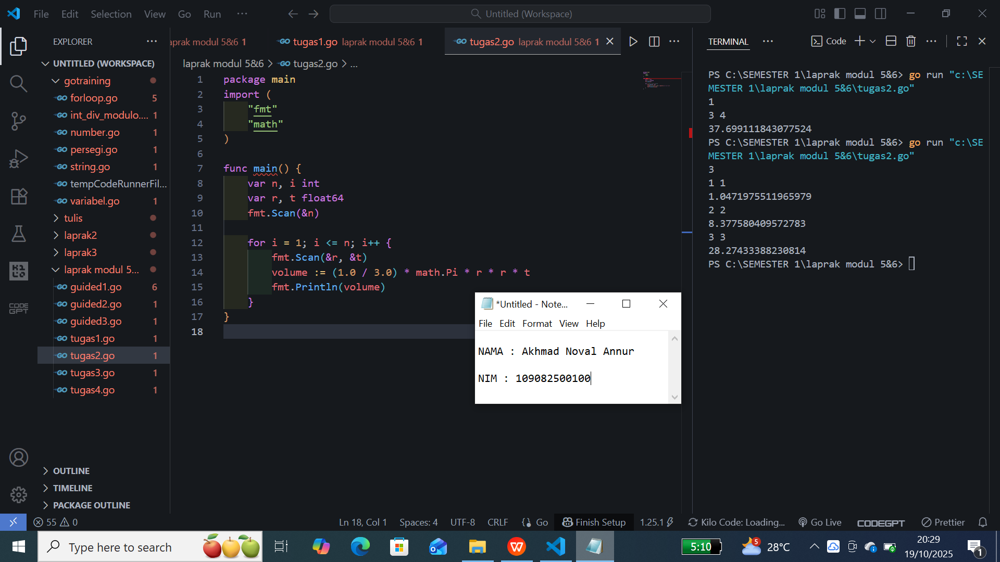 File Edit Selection View Go Run ···
Untitled (Workspace)
EXPLORER ···
UNTITLED (WORKSPACE)
gotraining
forloop.go 5
int_div_modulo.... 1
number.go 1
persegi.go 1
string.go 1
tempCodeRunnerFil...
variabel.go 1
tulis
laprak2
laprak3
laprak modul 5...
guided1.go 6
guided2.go 1
guided3.go 1
tugas1.go 1
tugas2.go 1
tugas3.go 1
tugas4.go 1
OUTLINE
TIMELINE
PACKAGE OUTLINE
aprak modul 5&6 1 tugas1.go laprak modul 5&6 1 tugas2.go laprak modul 5&6 1
laprak modul 5&6 > tugas2.go > ...
1 package main
2 import (
3 "fmt"
4 "math"
5 )
6
7 func main() {
8 var n, i int
9 var r, t float64
10 fmt.Scan(&n)
11
12 for i = 1; i <= n; i++ {
13 fmt.Scan(&r, &t)
14 volume := (1.0 / 3.0) * math.Pi * r * r * t
15 fmt.Println(volume)
16 }
17 }
18
TERMINAL ··· Code ···
PS C:\SEMESTER 1\laprak modul 5&6> go run "c:\SE
MESTER 1\laprak modul 5&6\tugas2.go"
1
3 4
37.699111843077524
PS C:\SEMESTER 1\laprak modul 5&6> go run "c:\SE
MESTER 1\laprak modul 5&6\tugas2.go"
3
1 1
1.0471975511965979
2 2
8.377580409572783
3 3
28.27433388230814
PS C:\SEMESTER 1\laprak modul 5&6>
*Untitled - Note...
File Edit Format View Help
NAMA : Akhmad Noval Annur
NIM : 109082500100
K1LO
CODE
GPT
55 0 Ln 18, Col 1 Spaces: 4 UTF-8 CRLF {} Go Finish Setup 1.25.1 Kilo Code: Loading... Go Live CODEGPT Prettier
Type here to search
5:10
5
28°C
20:29
19/10/2025
1